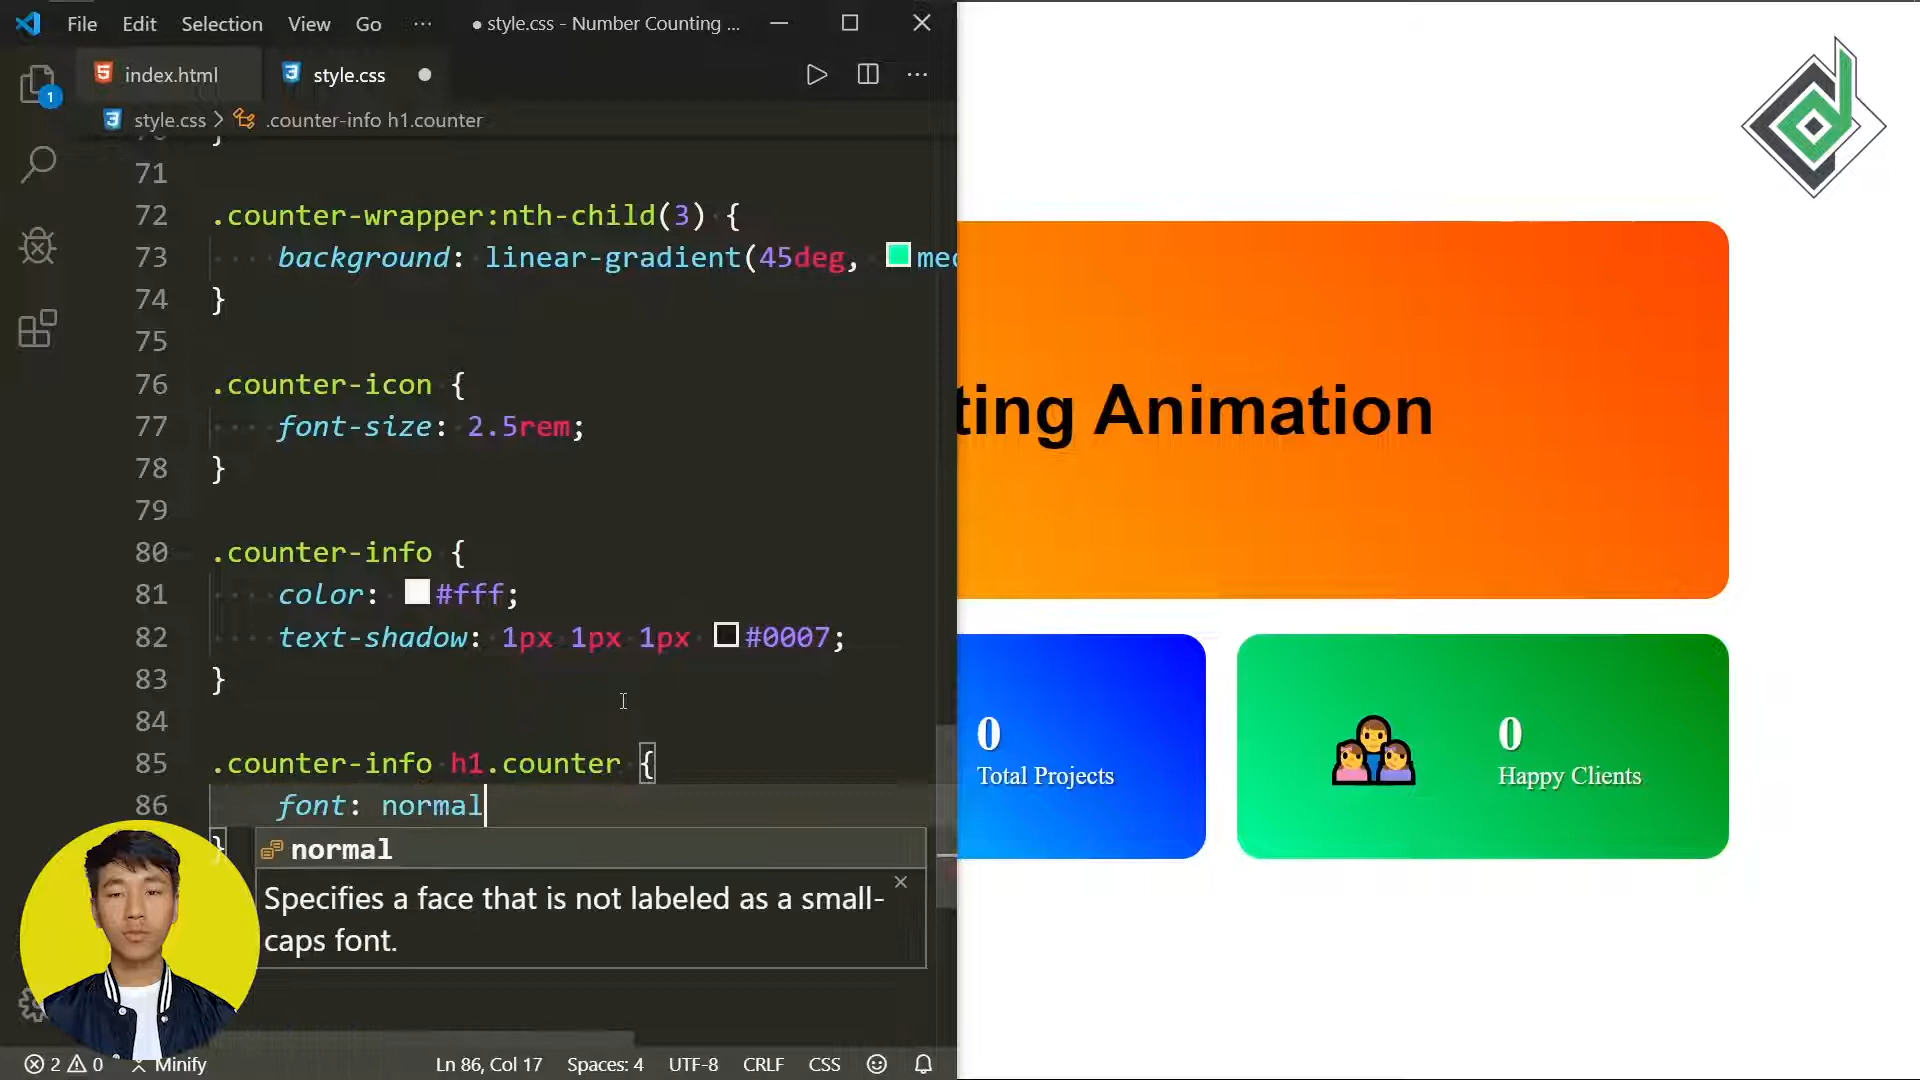 File Edit Selection View Go ··· ● style.css - Number Counting ...
index.html style.css
style.css > .counter-info h1.counter
}
71
72 .counter-wrapper:nth-child(3) {
73 background: linear-gradient(45deg,
74 }
75
76 .counter-icon {
77 font-size: 2.5rem;
78 }
79
80 .counter-info {
81 color: #fff;
82 text-shadow: 1px 1px 1px #0007;
83 }
84
85 .counter-info h1.counter {
86 font: normal
}
normal
Specifies a face that is not labeled as a small-
caps font.
2 0 Minify Ln 86, Col 17 Spaces: 4 UTF-8 CRLF CSS
1
ting Animation
0
Total Projects
0
Happy Clients